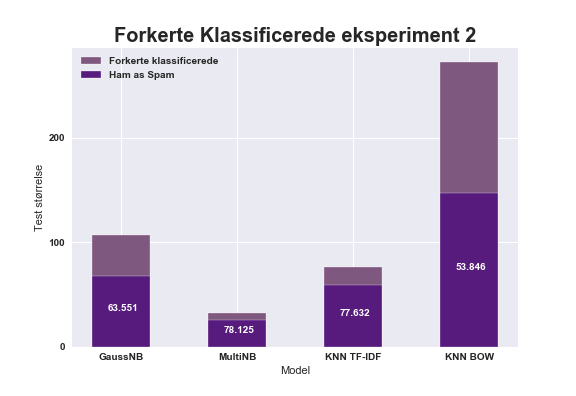 Forkerte Klassificerede eksperiment 2
Forkerte klassificerede
Ham as Spam
Test størrelse
200
100
0
63.551
78.125
77.632
53.846
GaussNB
MultiNB
KNN TF-IDF
KNN BOW
Model